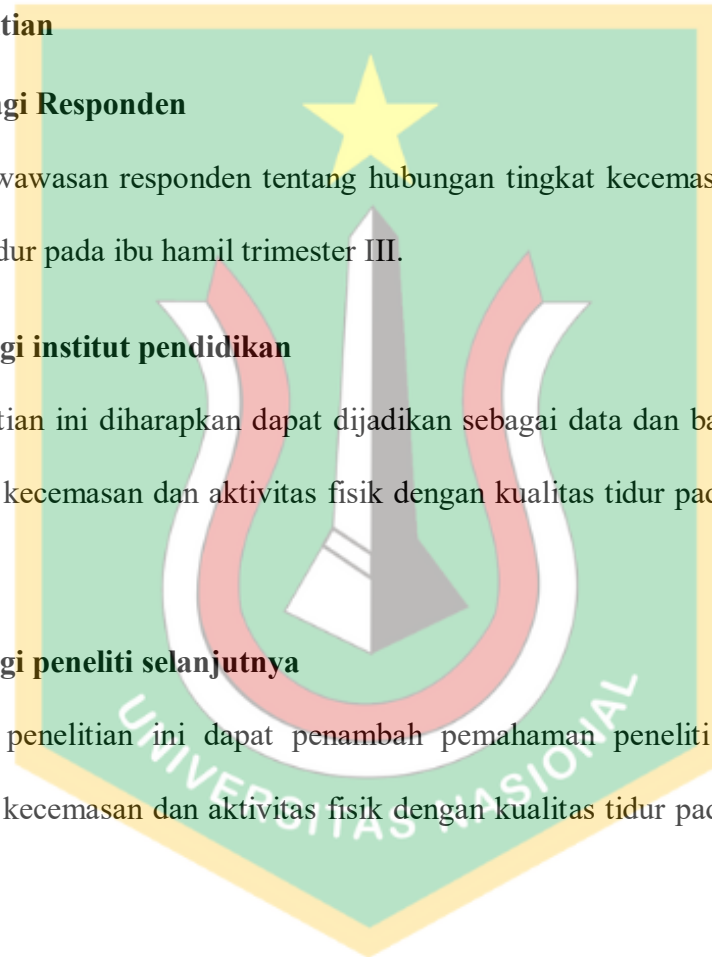 tian
agi Responden
wawasan responden tentang hubungan tingkat kecemas
dur pada ibu hamil trimester III.
gi institut pendidikan
tian ini diharapkan dapat dijadikan sebagai data dan ba
kecemasan dan aktivitas fisik dengan kualitas tidur pad
gi peneliti selanjutnya
penelitian ini dapat penambah pemahaman peneliti
kecemasan dan aktivitas fisik dengan kualitas tidur pad
UNIVERSITAS NASIONAL